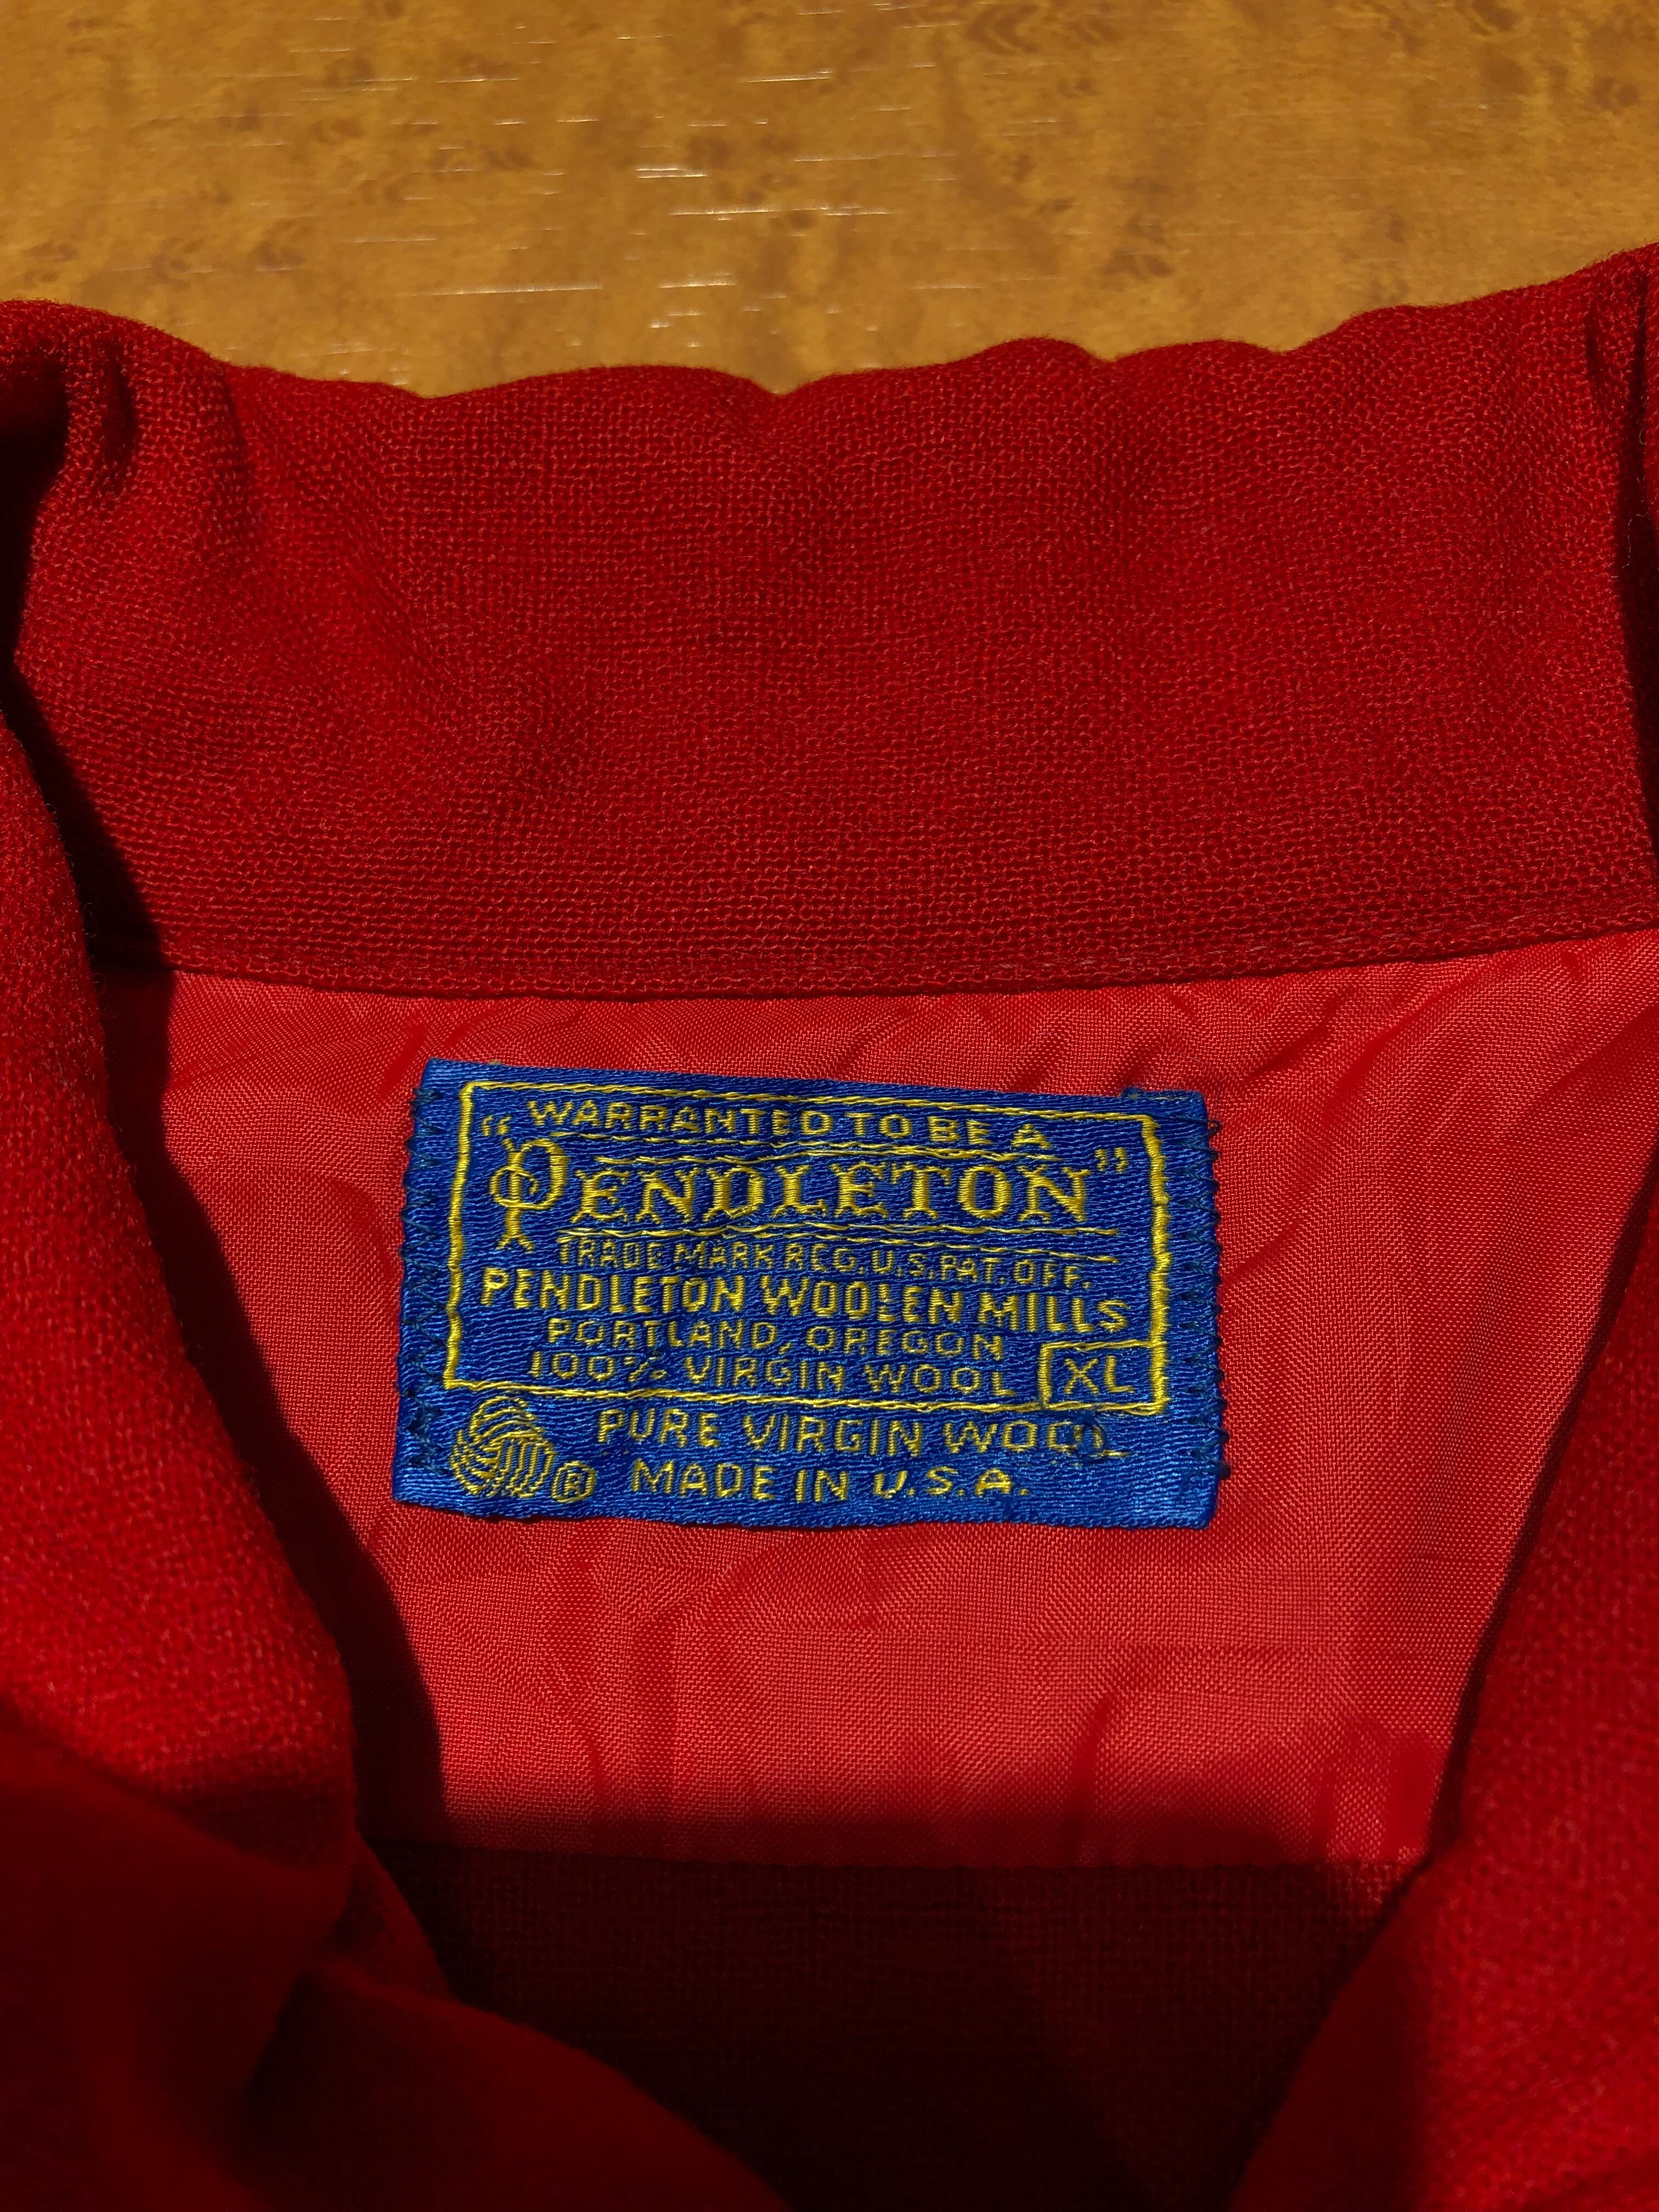 "WARRANTED TO BE A
PENDLETON"
TRADE MARK REG. U.S. PAT. OFF.
PENDLETON WOOLEN MILLS
PORTLAND, OREGON
100% VIRGIN WOOL XL
PURE VIRGIN WOOL
® MADE IN U.S.A.